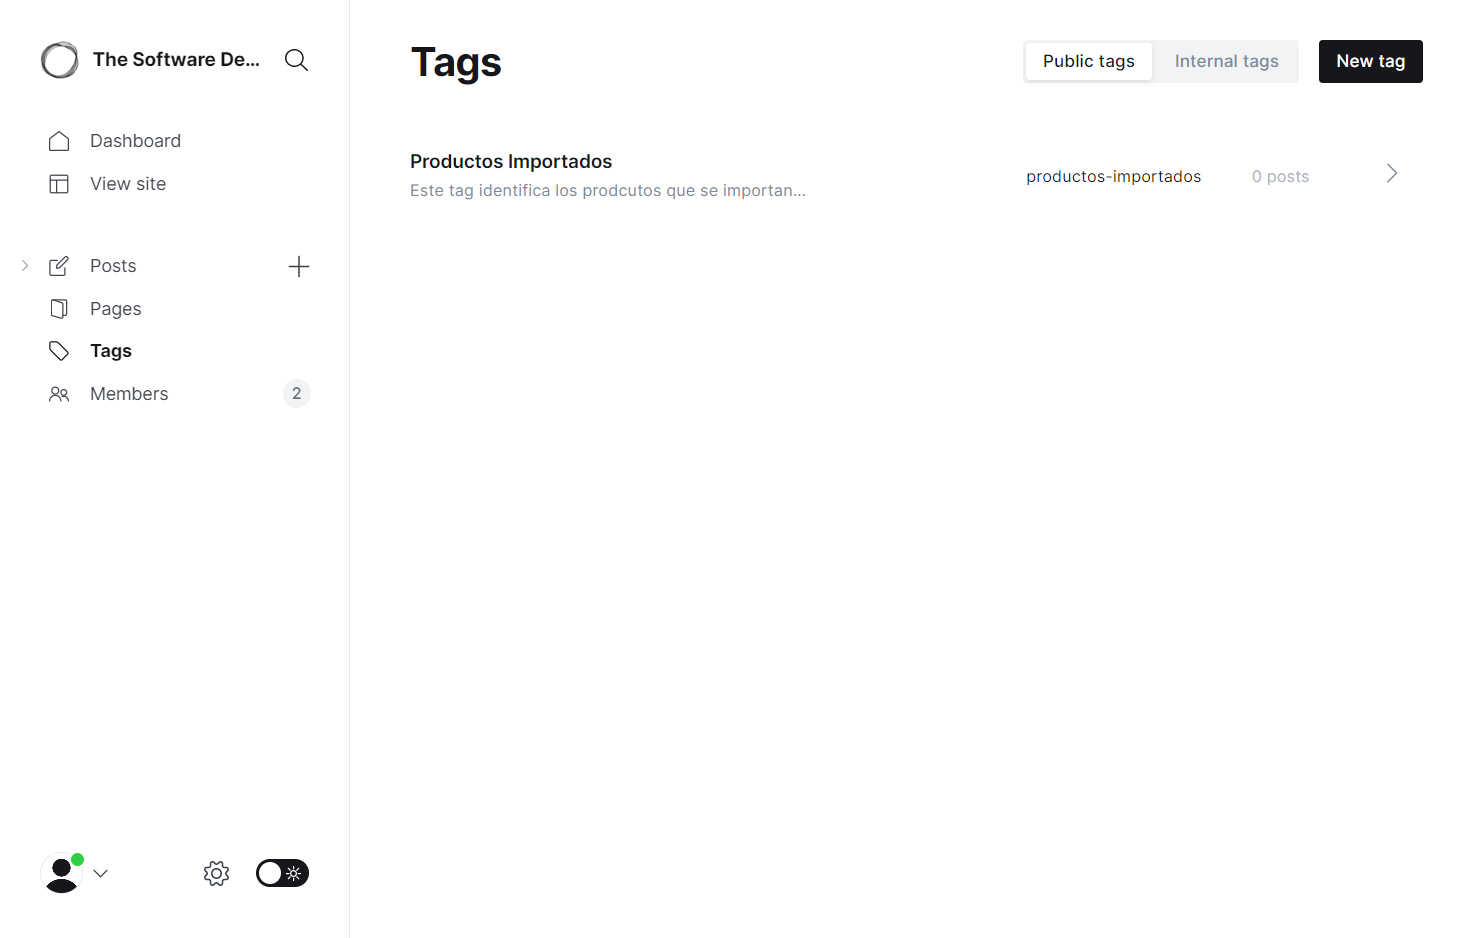 The Software De...
Dashboard
View site
Posts
Pages
Tags
Members
2
Tags
Public tags
Internal tags
New tag
Productos Importados
Este tag identifica los prodcutos que se importan...
productos-importados
0 posts